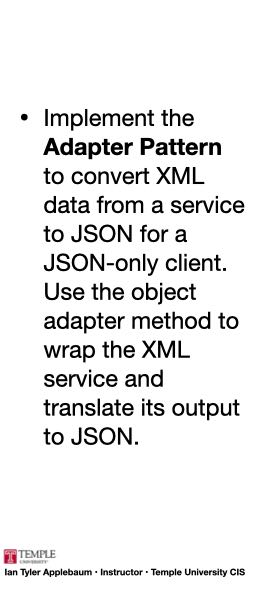 • Implement the
Adapter Pattern
to convert XML
data from a service
to JSON for a
JSON-only client.
Use the object
adapter method to
wrap the XML
service and
translate its output
to JSON.
T TEMPLE
UNIVERSITY
Ian Tyler Applebaum • Instructor • Temple University CIS